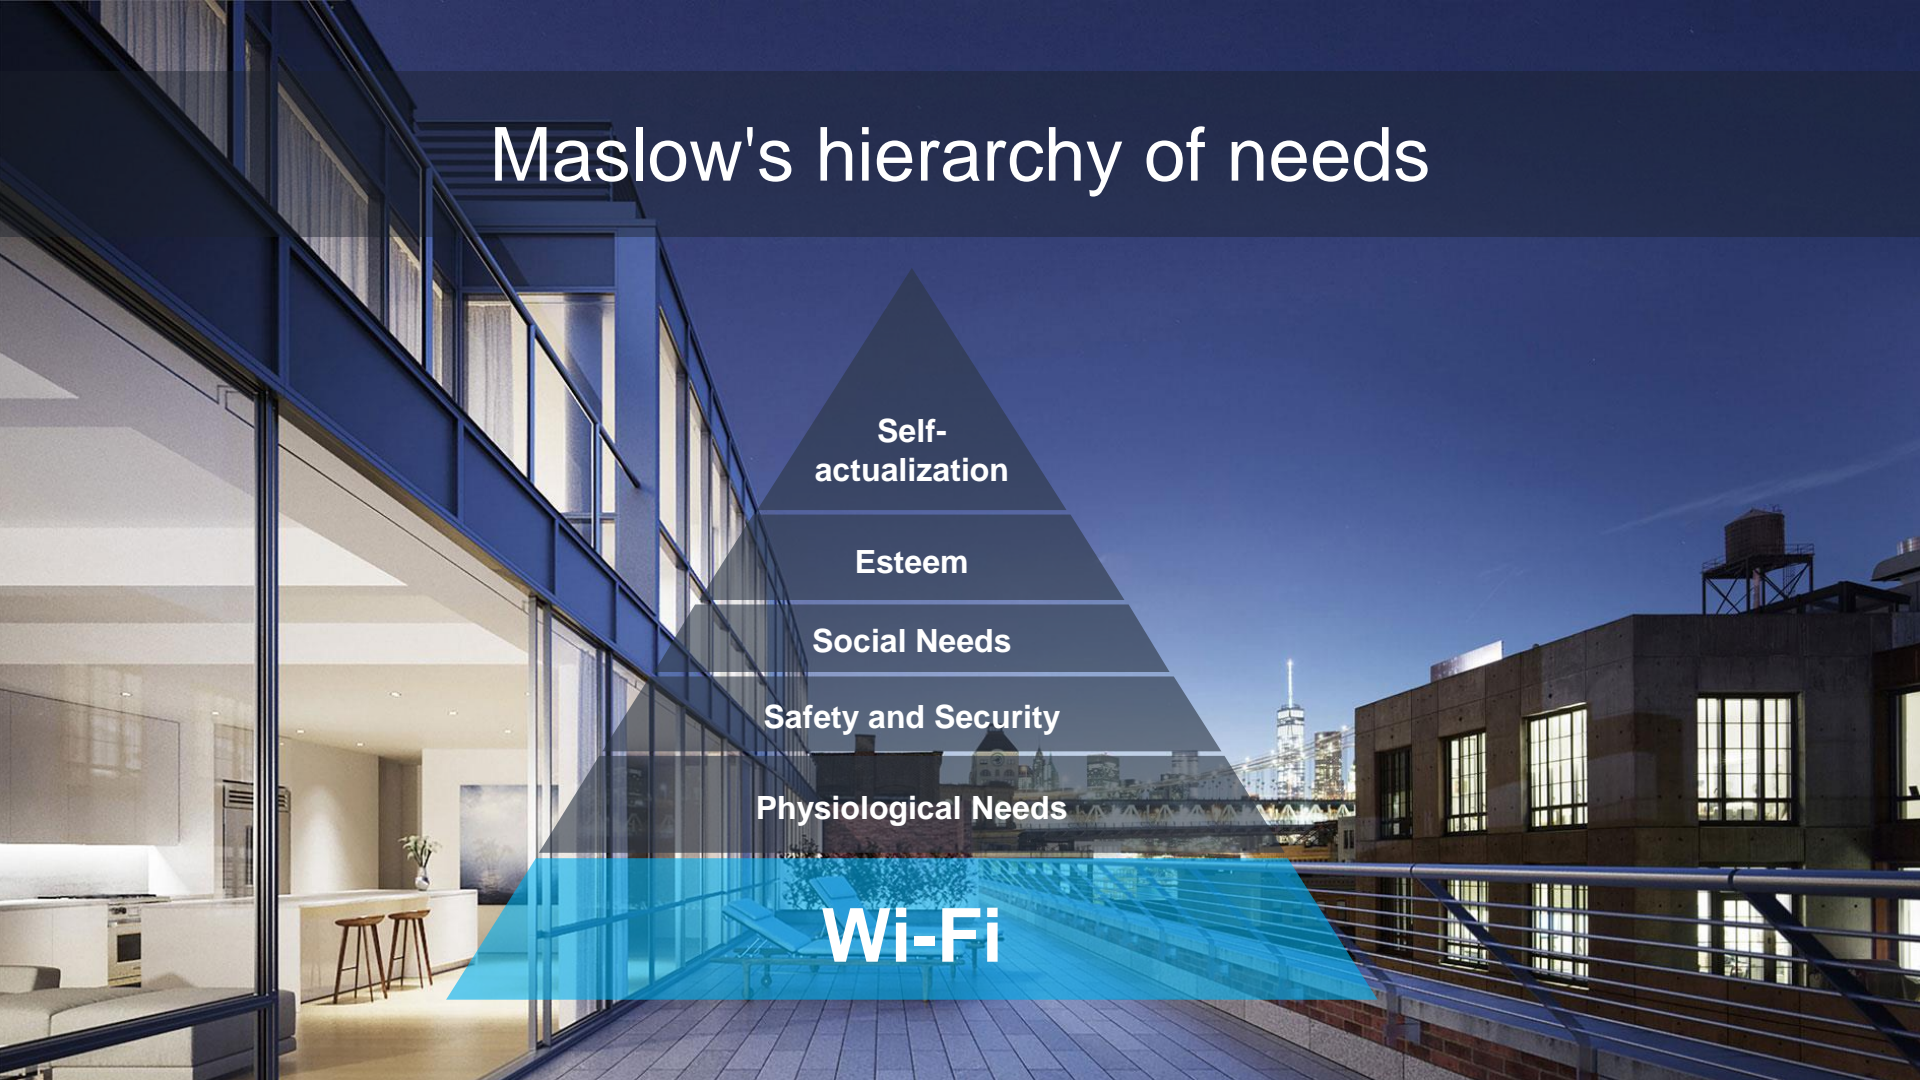 Maslow's hierarchy of needs
Self-
actualization
Esteem
Social Needs
Safety and Security
Physiological Needs
Wi-Fi